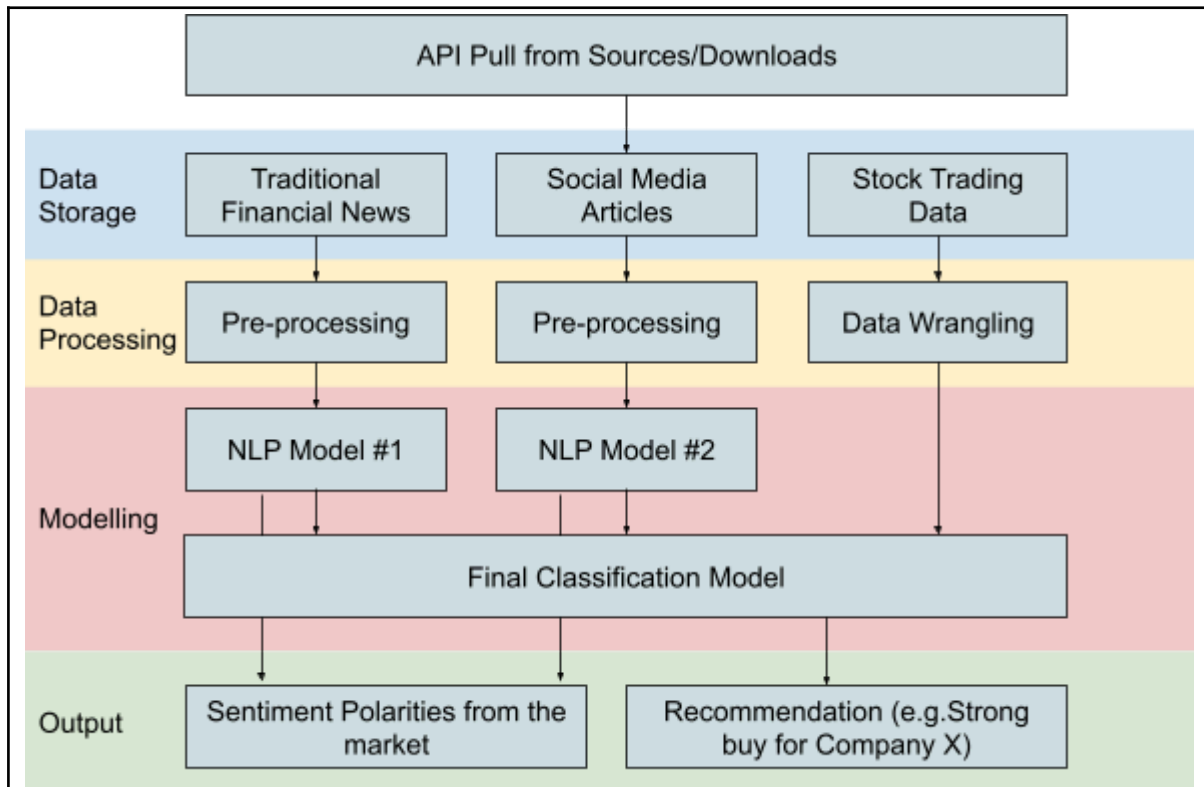 API Pull from Sources/Downloads
Data
Storage
Traditional
Financial News
Social Media
Articles
Stock Trading
Data
Data
Processing
Pre-processing
Pre-processing
Data Wrangling
Modelling
NLP Model #1
NLP Model #2
Final Classification Model
Output
Sentiment Polarities from the
market
Recommendation (e.g.Strong
buy for Company X)